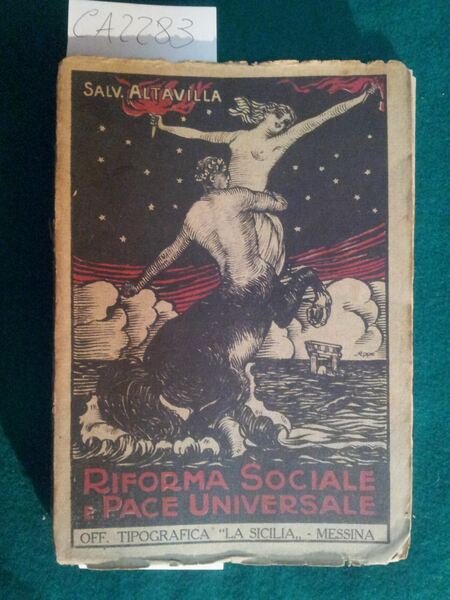 CA2283
SALV. ALTAVILLA
RIFORMA SOCIALE
E PACE UNIVERSALE
OFF. TIPOGRAFICA "LA SICILIA„ - MESSINA